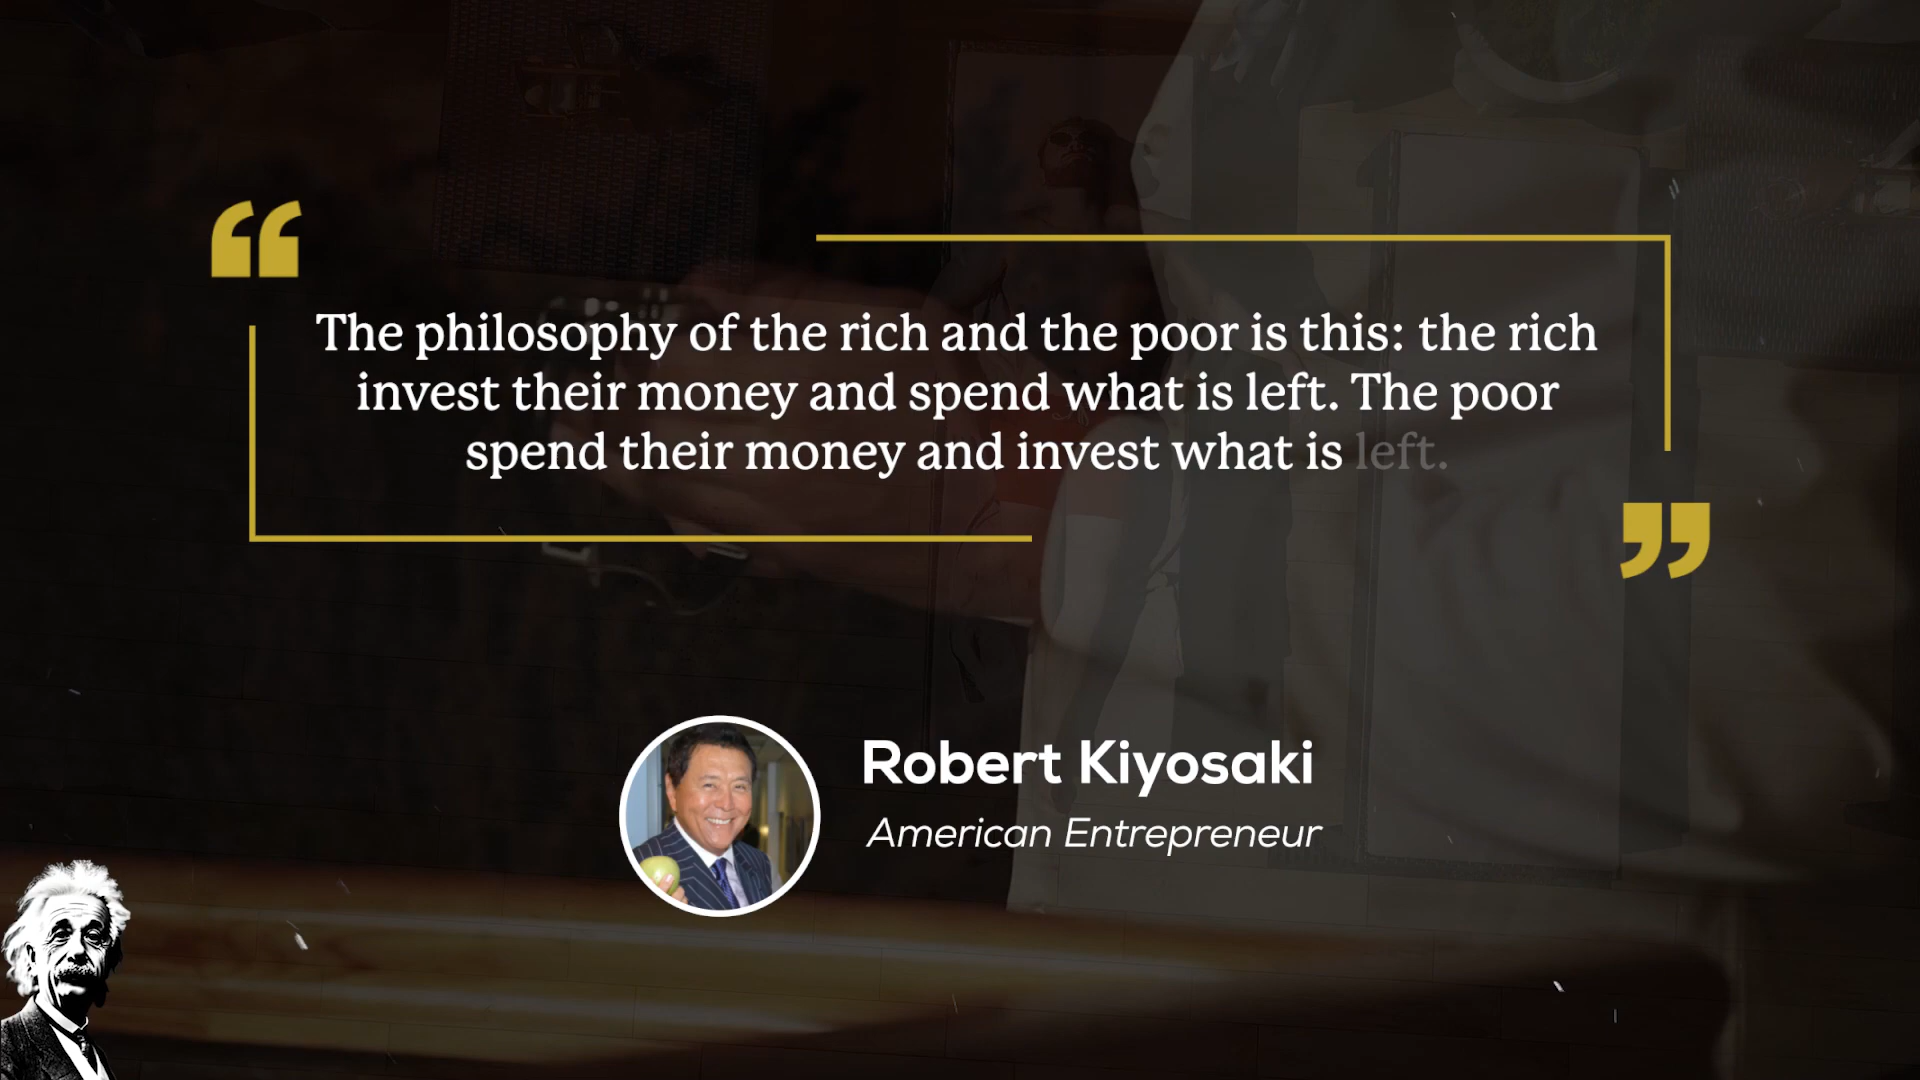 The philosophy of the rich and the poor is this: the rich
invest their money and spend what is left. The poor
spend their money and invest what is left.
Robert Kiyosaki
American Entrepreneur